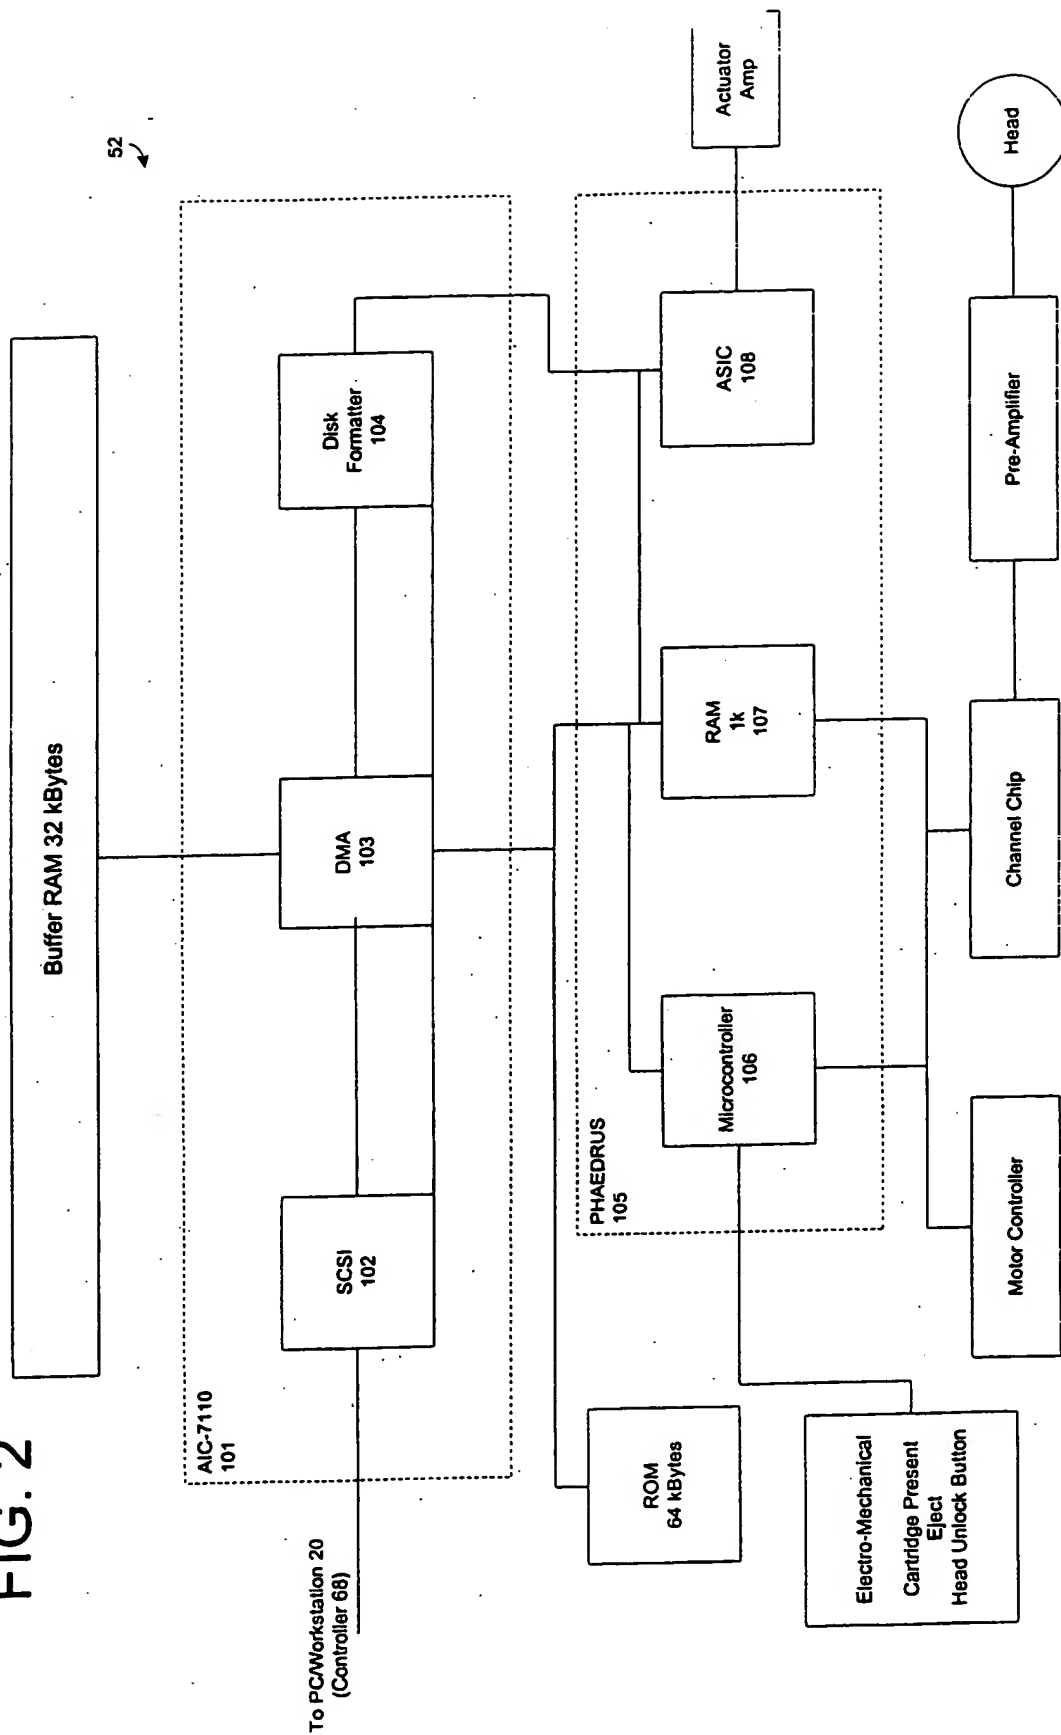 FIG. 2
52
Buffer RAM 32 kBytes
AIC-7110
101
To PC/Workstation 20
(Controller 68)
SCSI
102
DMA
103
Disk
Formatter
104
ROM
64 kBytes
PHAEDRUS
105
Microcontroller
106
RAM
1k
107
ASIC
108
Actuator
Amp
Electro-Mechanical
Cartridge Present
Eject
Head Unlock Button
Motor Controller
Channel Chip
Pre-Amplifier
Head